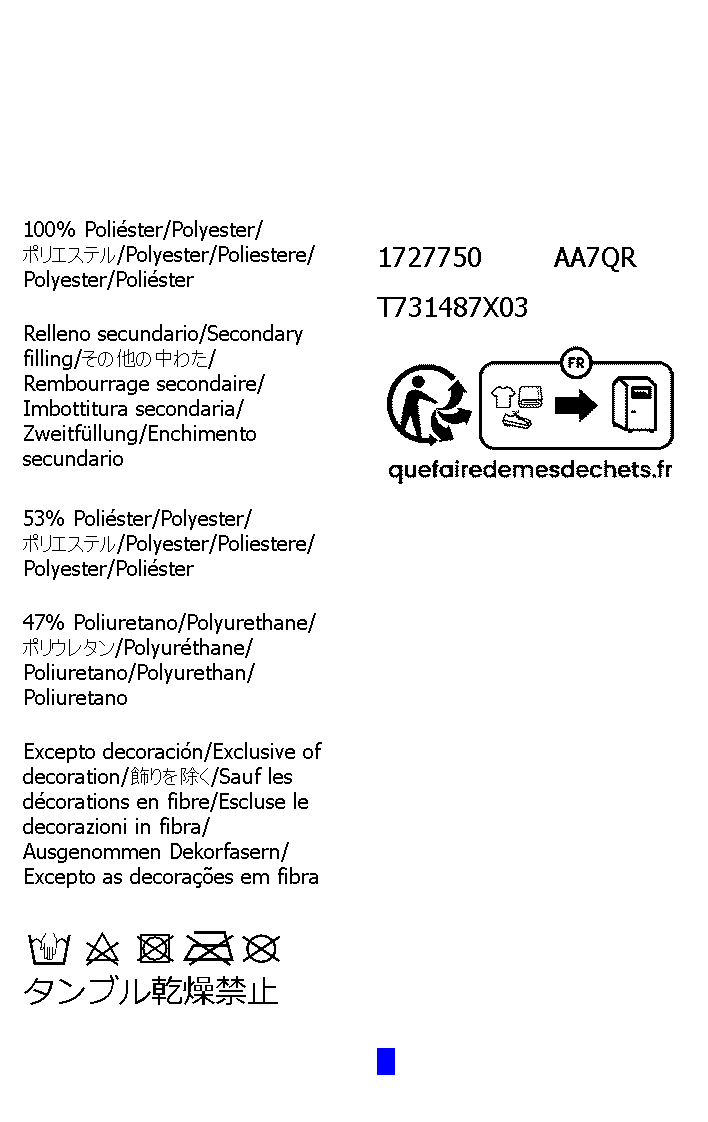 100% Poliéster/Polyester/
ポリエステル/Polyester/Poliestere/
Polyester/Poliéster
Relleno secundario/Secondary
filling/その他の中わた/
Rembourrage secondaire/
Imbottitura secondaria/
Zweitfüllung/Enchimento
secundario
53% Poliéster/Polyester/
ポリエステル/Polyester/Poliestere/
Polyester/Poliéster
47% Poliuretano/Polyurethane/
ポリウレタン/Polyuréthane/
Poliuretano/Polyurethan/
Poliuretano
Excepto decoración/Exclusive of
decoration/飾りを除く/Sauf les
décorations en fibre/Escluse le
decorazioni in fibra/
Ausgenommen Dekorfasern/
Excepto as decorações em fibra
タンブル乾燥禁止
1727750 AA7QR
T731487X03
FR
quefairedemesdechets.fr